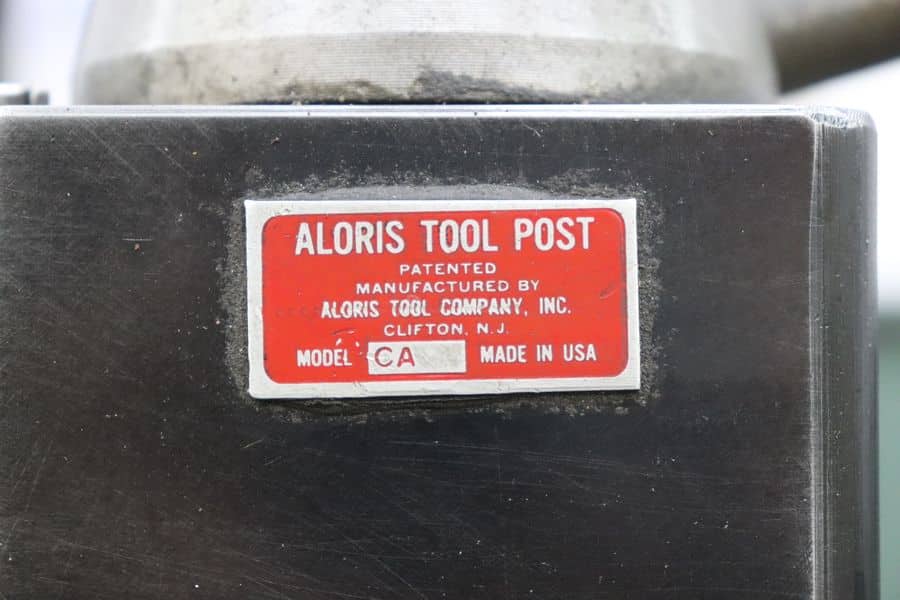 ALORIS TOOL POST
PATENTED
MANUFACTURED BY
ALORIS TOOL COMPANY, INC.
CLIFTON, N.J.
MODEL CA MADE IN USA